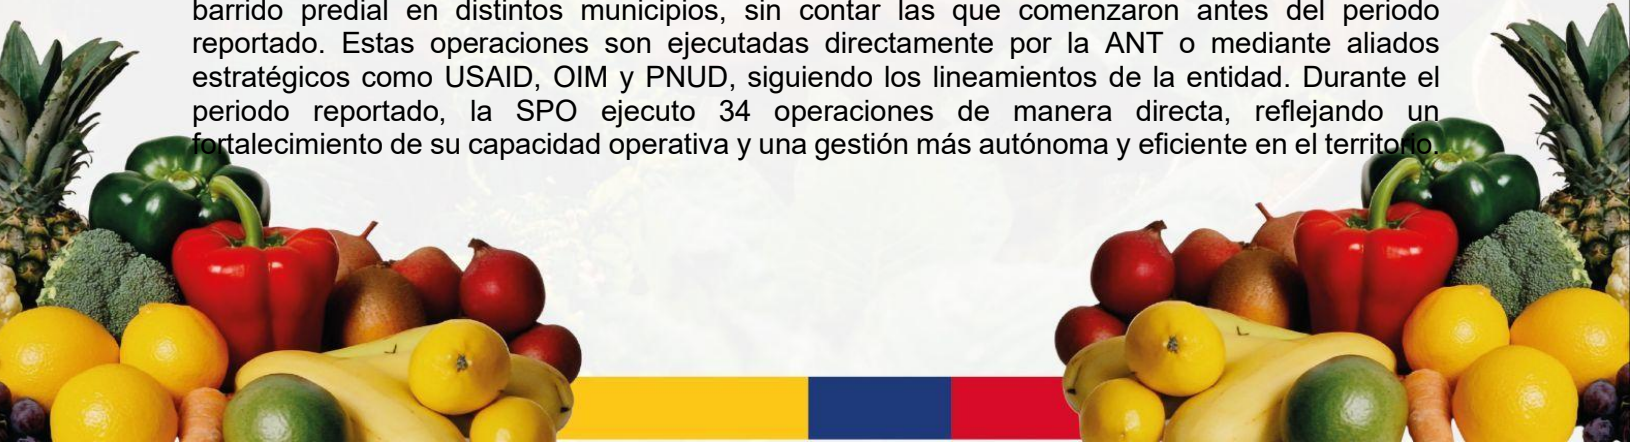 barrido predial en distintos municipios, sin contar las que comenzaron antes del periodo
reportado. Estas operaciones son ejecutadas directamente por la ANT o mediante aliados
estratégicos como USAID, OIM y PNUD, siguiendo los lineamientos de la entidad. Durante el
periodo reportado, la SPO ejecuto 34 operaciones de manera directa, reflejando un
fortalecimiento de su capacidad operativa y una gestión más autónoma y eficiente en el territorio.